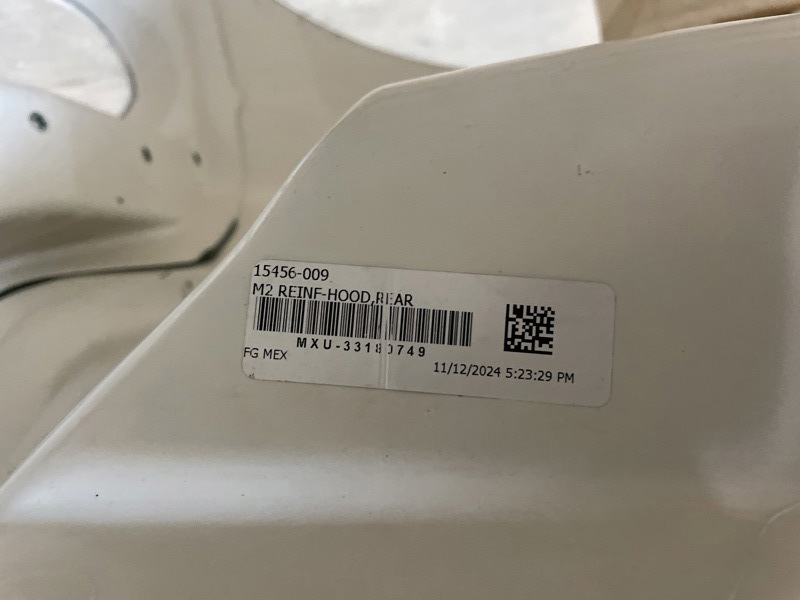 15456-009
M2 REINF-HOOD,REAR
MXU-33180749
FG MEX
11/12/2024 5:23:29 PM